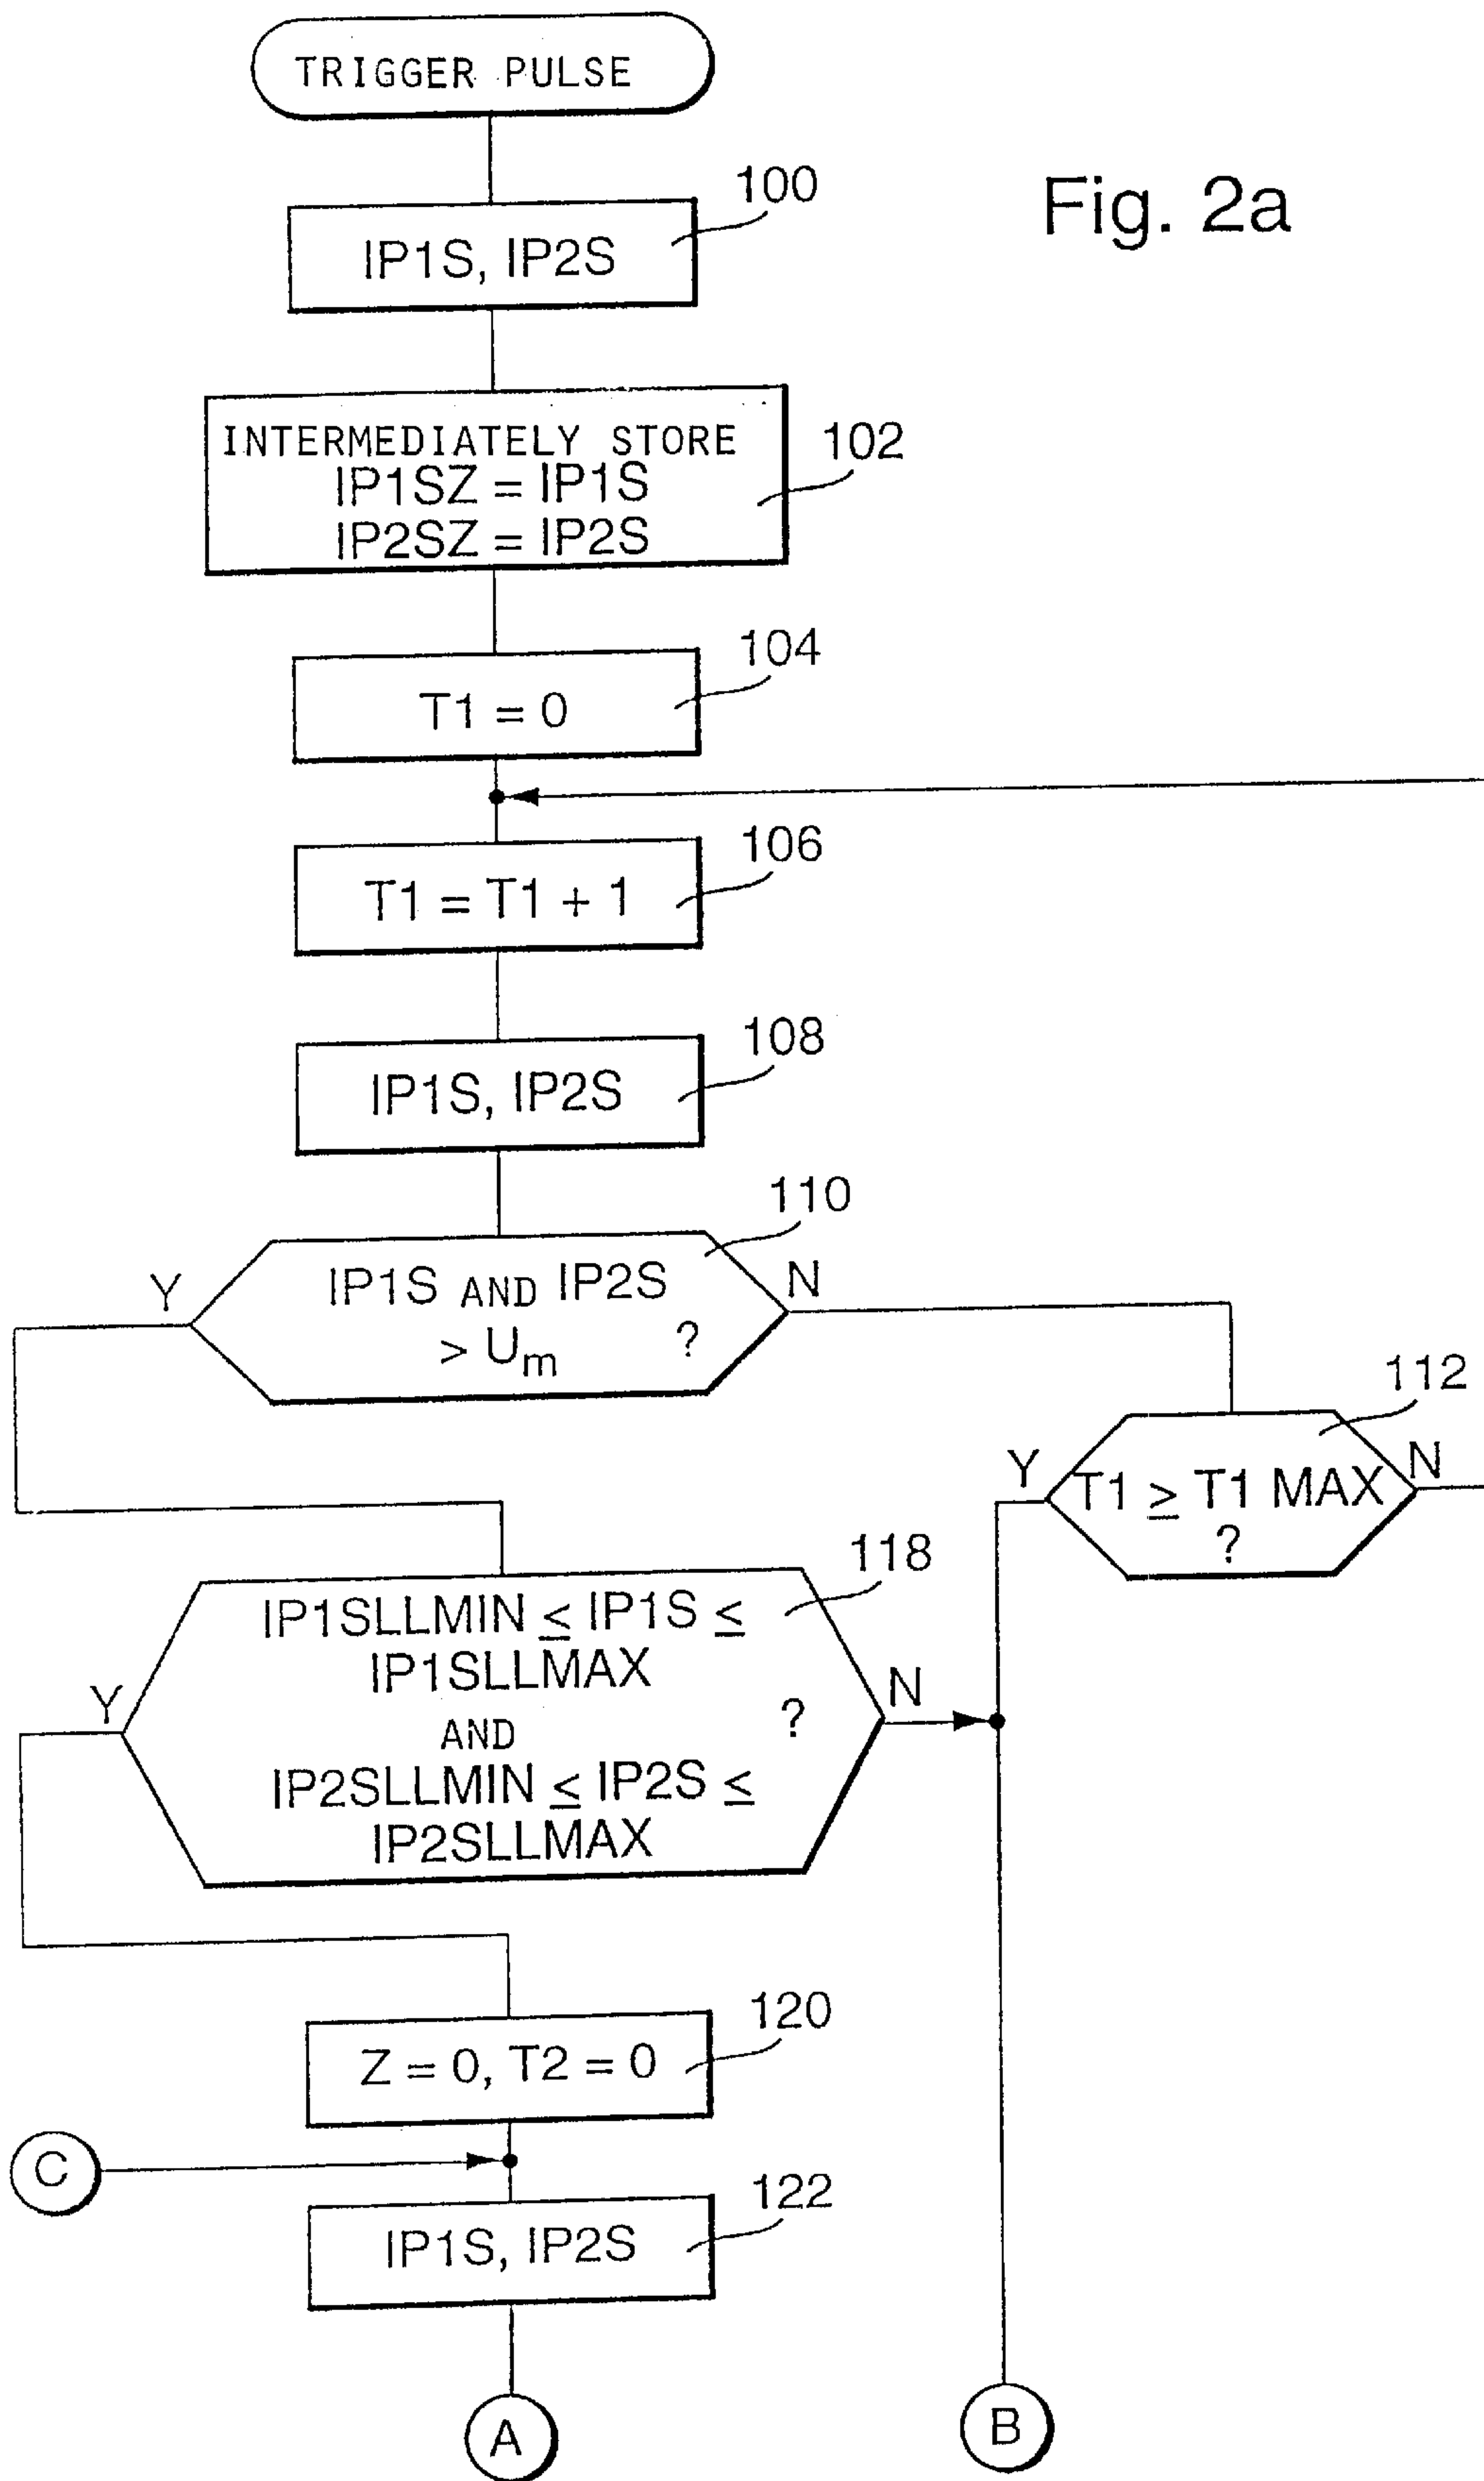 TRIGGER PULSE
100
Fig. 2a
IP1S, IP2S
INTERMEDIATELY STORE
102
IP1SZ = IP1S
IP2SZ = IP2S
104
T1 = 0
106
T1 = T1 + 1
108
IP1S, IP2S
110
Y
IP1S AND IP2S
N
> Um ?
112
Y
T1 ≥ T1 MAX
N
?
118
IP1SLLMIN ≤ IP1S ≤
IP1SLLMAX
Y
N
AND
?
IP2SLLMIN ≤ IP2S ≤
IP2SLLMAX
120
Z = 0, T2 = 0
C
122
IP1S, IP2S
A
B